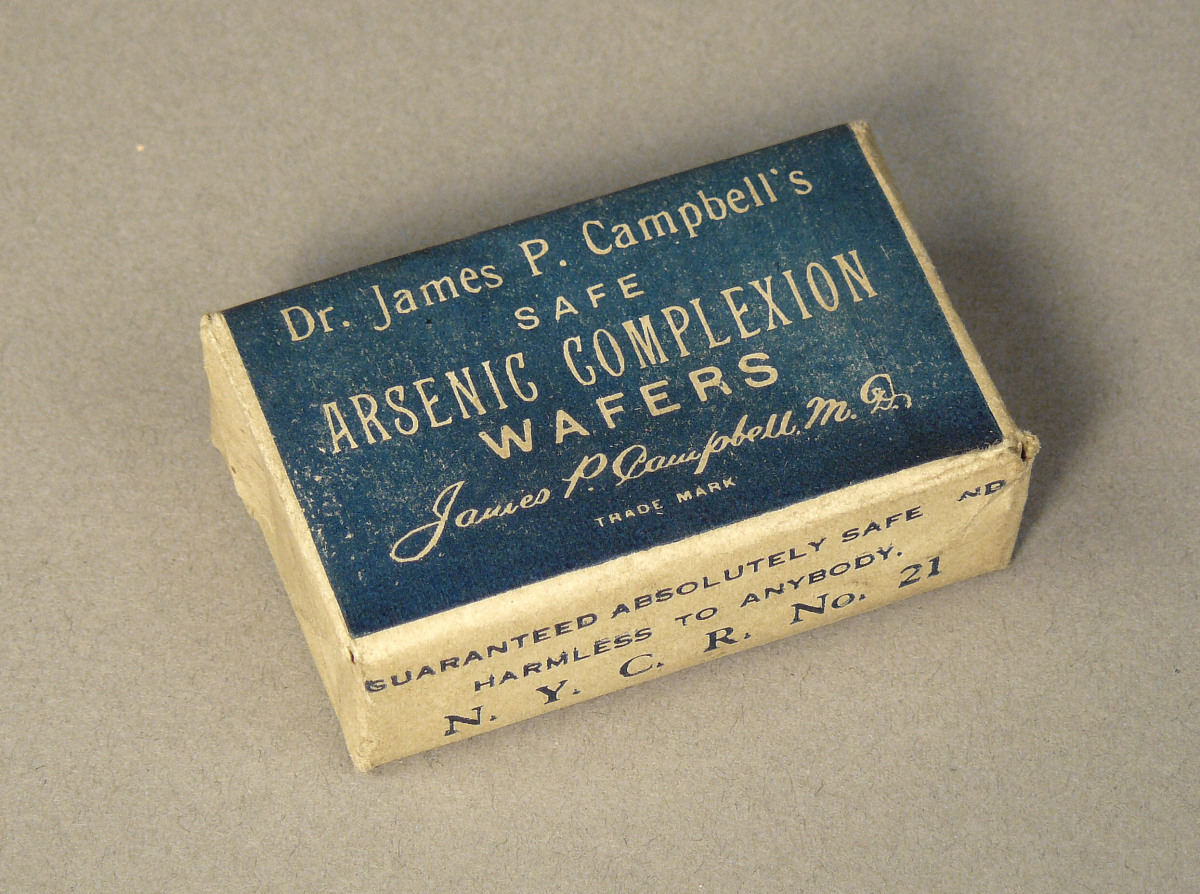 Dr. James P. Campbell's
SAFE
ARSENIC COMPLEXION
WAFERS
James P. Campbell, M. D.
TRADE MARK
GUARANTEED ABSOLUTELY SAFE AND
HARMLESS TO ANYBODY.
N. Y. C. R. No. 21